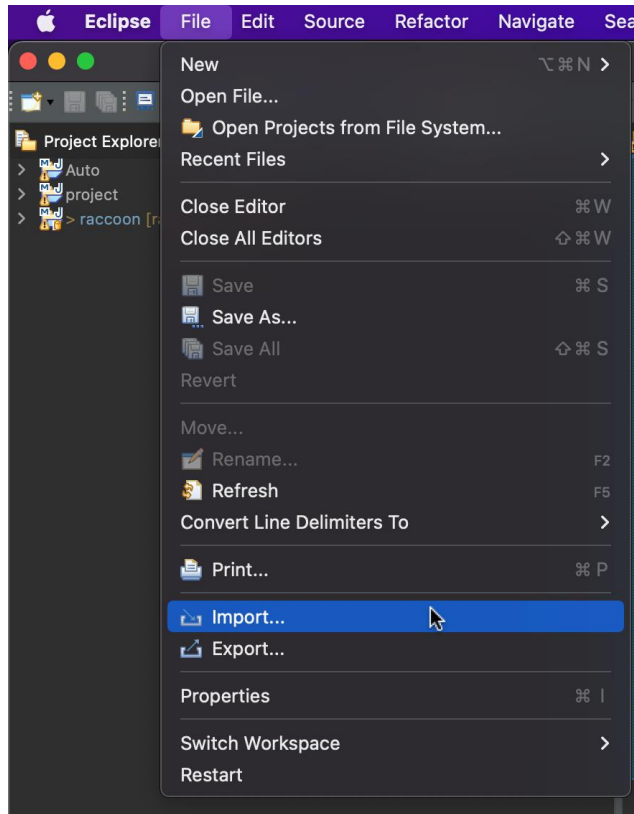 Eclipse File Edit Source Refactor Navigate
New ⌥⌘N
Open File...
Open Projects from File System...
Project Explorer
Recent Files
Auto
project
> raccoon
Close Editor ⌘W
Close All Editors ⇧⌘W
Save ⌘S
Save As...
Save All ⇧⌘S
Revert
Move...
Rename... F2
Refresh F5
Convert Line Delimiters To
Print... ⌘P
Import...
Export...
Properties ⌘I
Switch Workspace
Restart